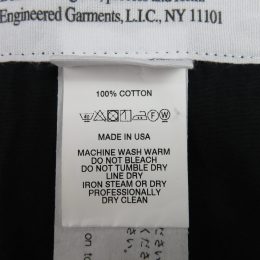 Engineered Garments, L.I.C., NY 11101
100% COTTON
MADE IN USA
MACHINE WASH WARM
DO NOT BLEACH
DO NOT TUMBLE DRY
LINE DRY
IRON STEAM OR DRY
PROFESSIONALLY
DRY CLEAN